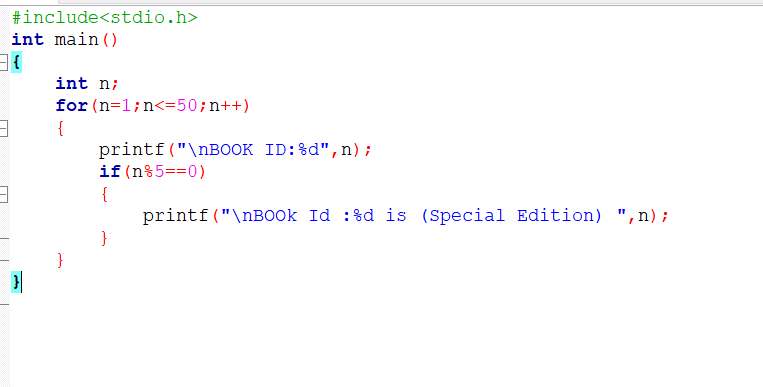 #include<stdio.h>
int main()
{
    int n;
    for(n=1;n<=50;n++)
    {
        printf("\nBOOK ID:%d",n);
        if(n%5==0)
        {
            printf("\nBOOk Id :%d is (Special Edition) ",n);
        }
    }
}